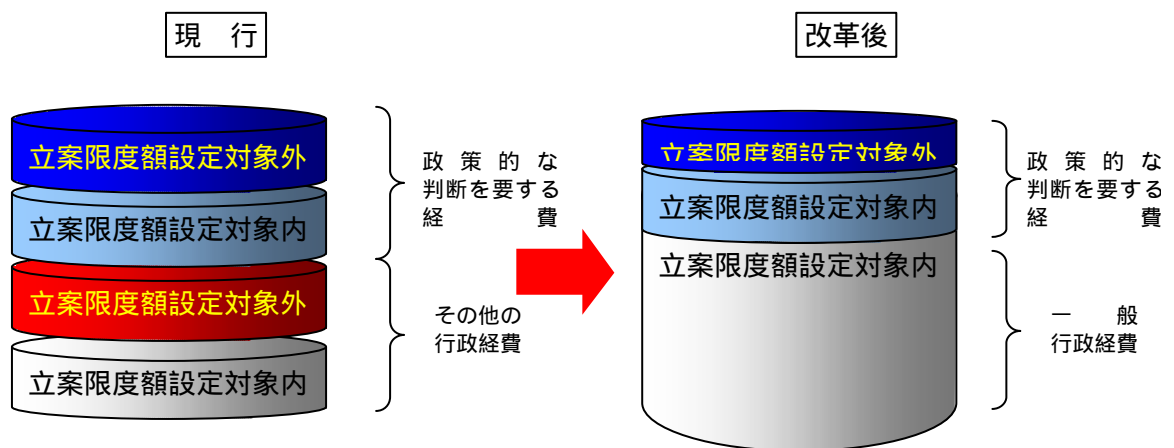 現　行
改革後
立案限度額設定対象外
立案限度額設定対象内
立案限度額設定対象外
立案限度額設定対象内
政策的な
判断を要する
経費
その他の
行政経費
立案限度額設定対象外
立案限度額設定対象内
立案限度額設定対象内
政策的な
判断を要する
経費
一般
行政経費